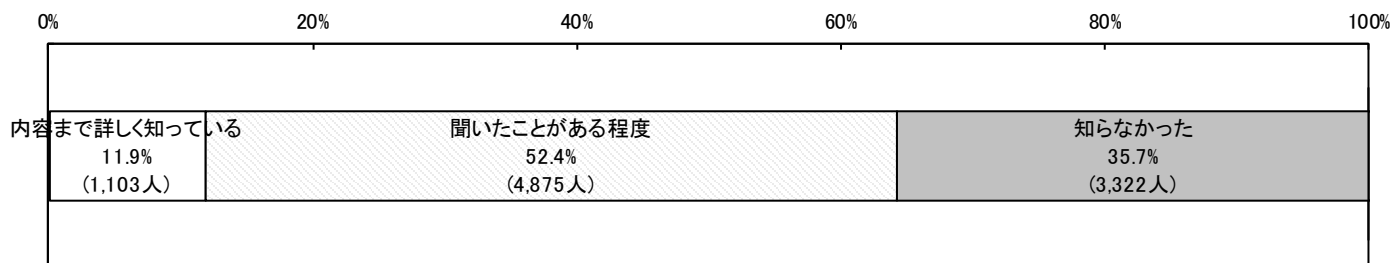 0% 20% 40% 60% 80% 100%
内容まで詳しく知っている 聞いたことがある程度 知らなかった
11.9% 52.4% 35.7%
(1,103人) (4,875人) (3,322人)